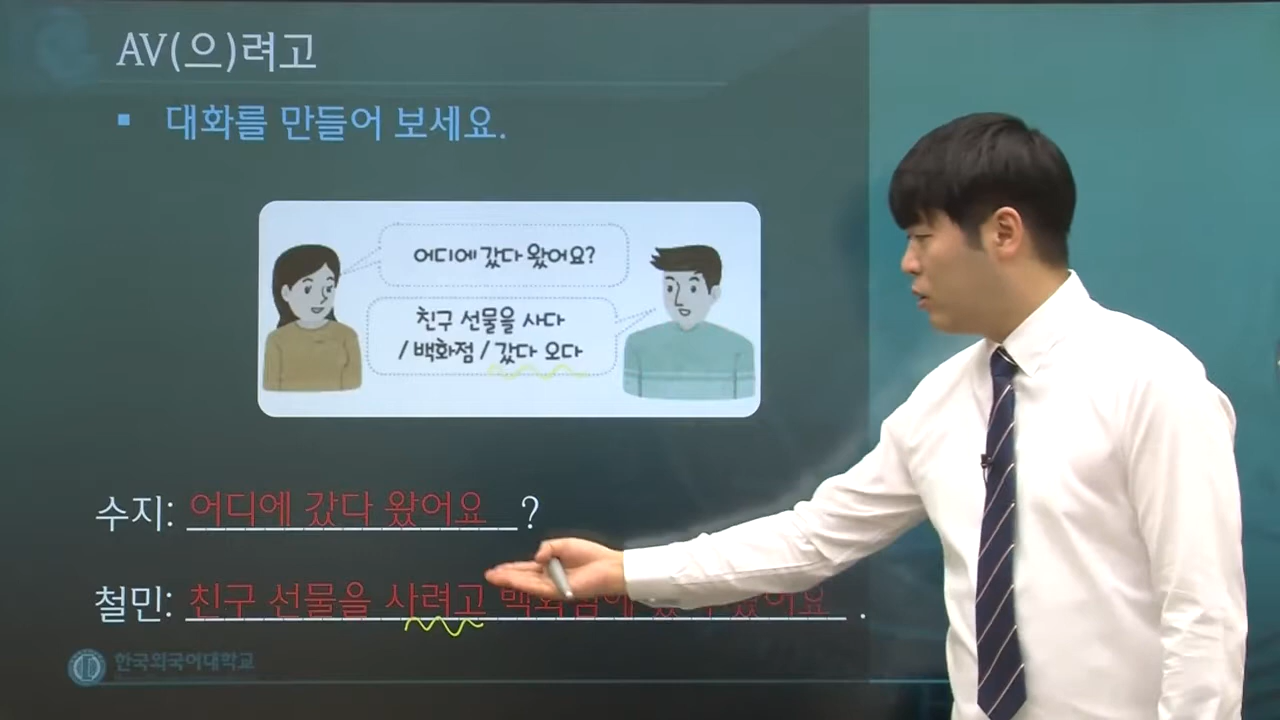 AV(으)려고
▪ 대화를 만들어 보세요.
어디에 갔다 왔어요?
친구 선물을 사다
/ 백화점 / 갔다 오다
수지: 어디에 갔다 왔어요 ?
철민: 친구 선물을 사려고 .
한국외국어대학교